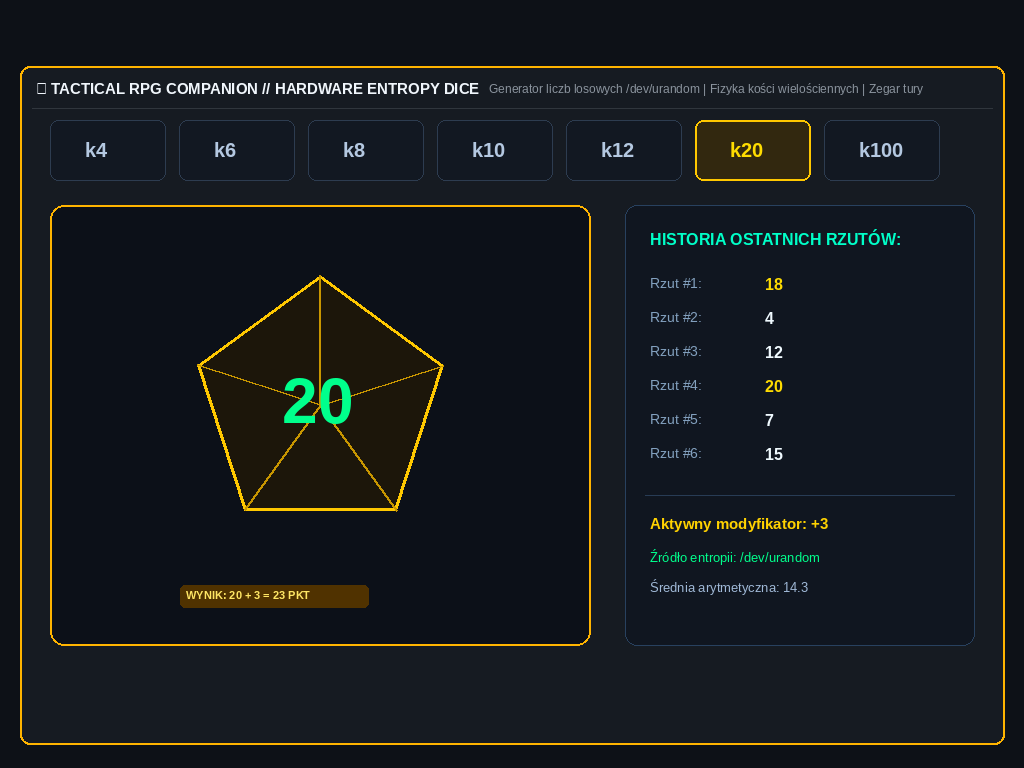 TACTICAL RPG COMPANION // HARDWARE ENTROPY DICE Generator liczb losowych /dev/urandom | Fizyka kości wielościennych | Zegar tury
k4 k6 k8 k10 k12 k20 k100
20
WYNIK: 20 + 3 = 23 PKT
HISTORIA OSTATNICH RZUTÓW:
Rzut #1: 18
Rzut #2: 4
Rzut #3: 12
Rzut #4: 20
Rzut #5: 7
Rzut #6: 15
Aktywny modyfikator: +3
Źródło entropii: /dev/urandom
Średnia arytmetyczna: 14.3